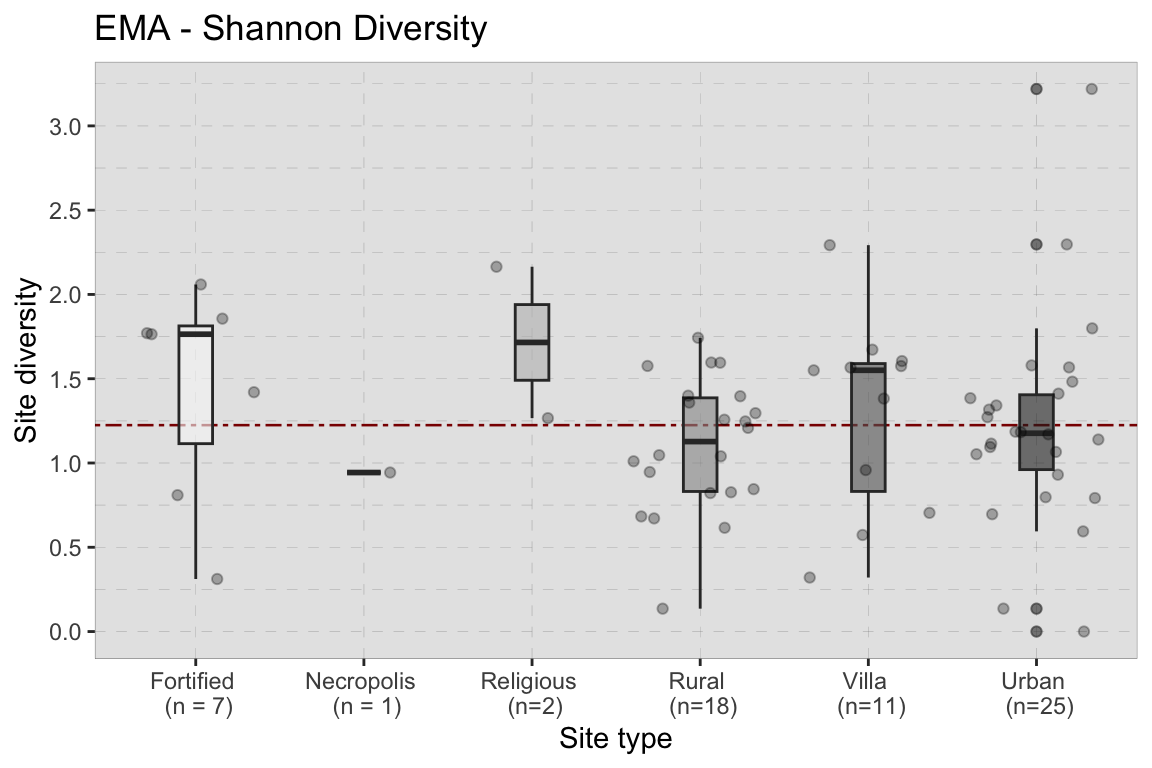 EMA - Shannon Diversity
Site diversity
3.0
2.5
2.0
1.5
1.0
0.5
0.0
Fortified Necropolis Religious Rural Villa Urban
(n = 7) (n = 1) (n=2) (n=18) (n=11) (n=25)
Site type